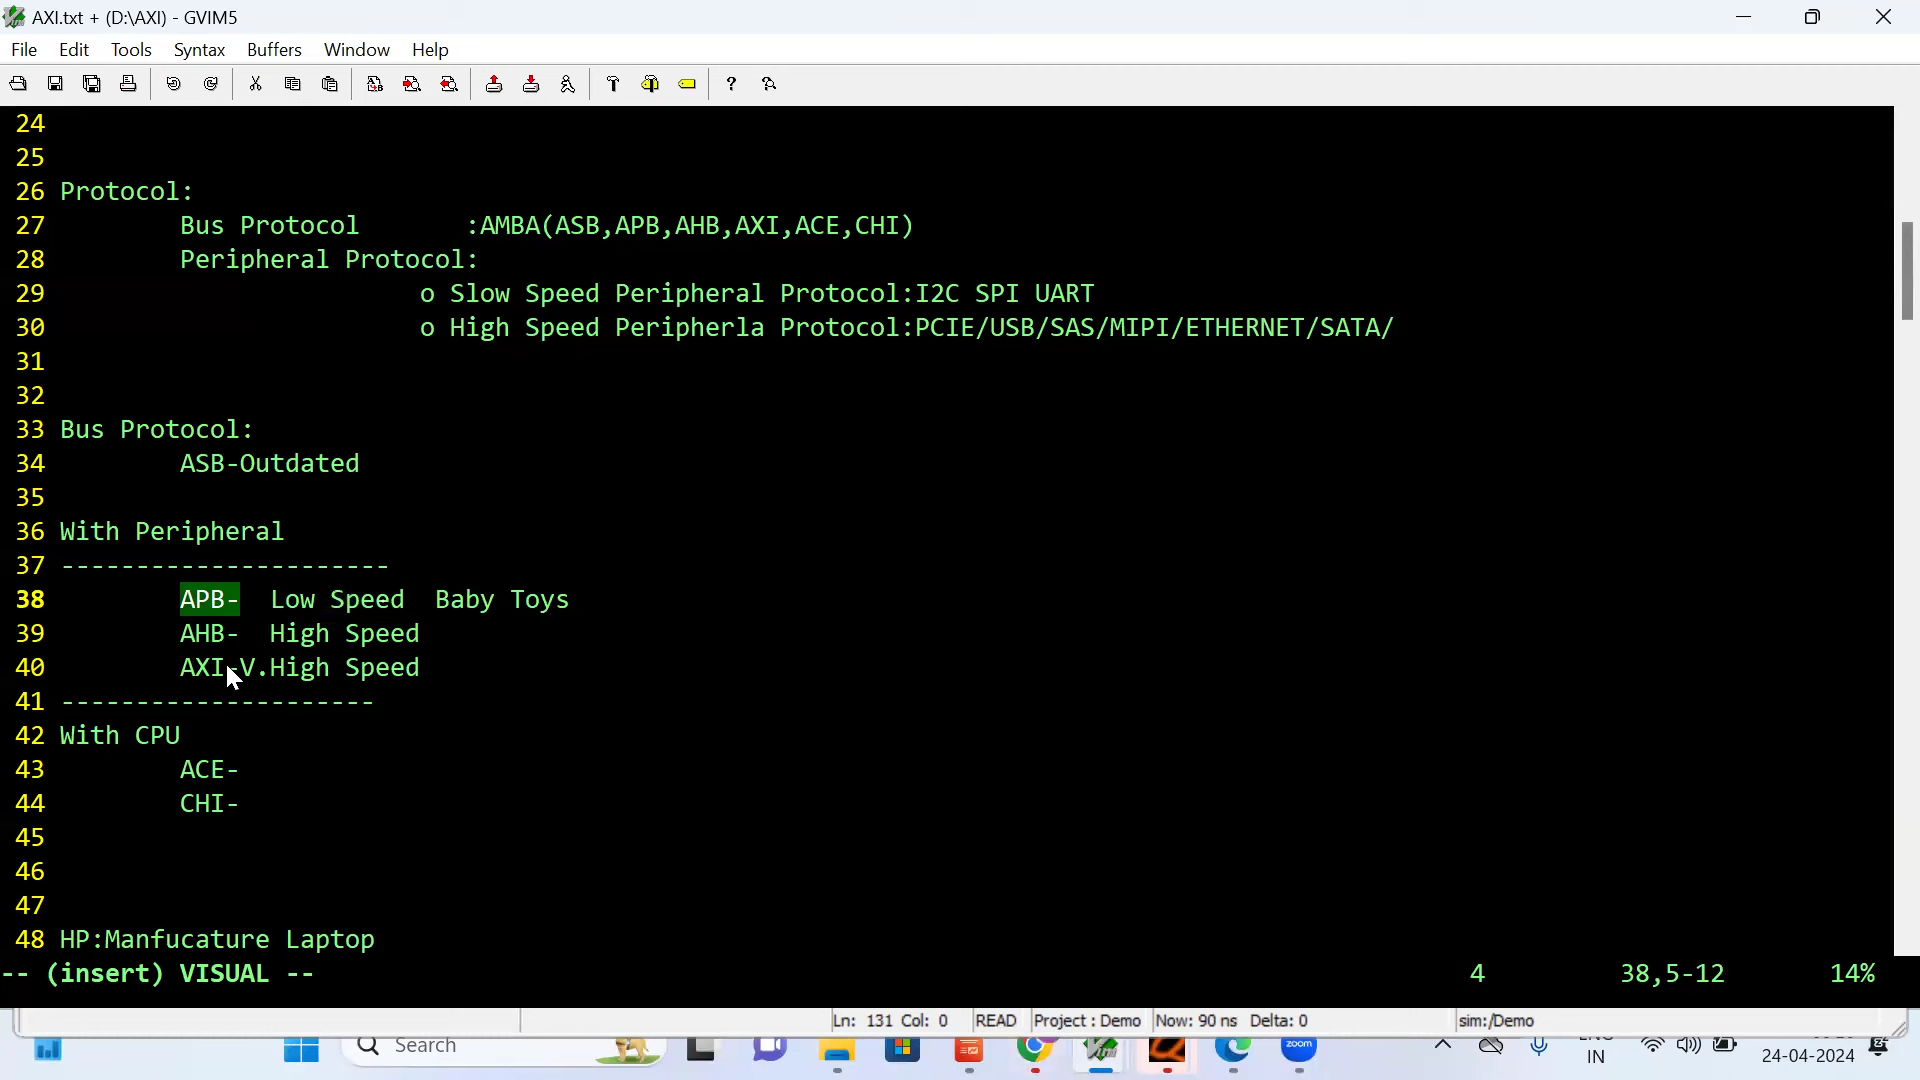 AXI.txt + (D:\AXI) - GVIM5
File Edit Tools Syntax Buffers Window Help
24
25
26 Protocol:
27 Bus Protocol :AMBA(ASB,APB,AHB,AXI,ACE,CHI)
28 Peripheral Protocol:
29 o Slow Speed Peripheral Protocol:I2C SPI UART
30 o High Speed Peripherla Protocol:PCIE/USB/SAS/MIPI/ETHERNET/SATA/
31
32
33 Bus Protocol:
34 ASB-Outdated
35
36 With Peripheral
37 ----------------------
38 APB- Low Speed Baby Toys
39 AHB- High Speed
40 AXI-V.High Speed
41 ---------------------
42 With CPU
43 ACE-
44 CHI-
45
46
47
48 HP:Manfucature Laptop
-- (insert) VISUAL -- 4 38,5-12 14%
Ln: 131 Col: 0 READ Project : Demo Now: 90 ns Delta: 0 sim:/Demo
Search zoom
IN 24-04-2024